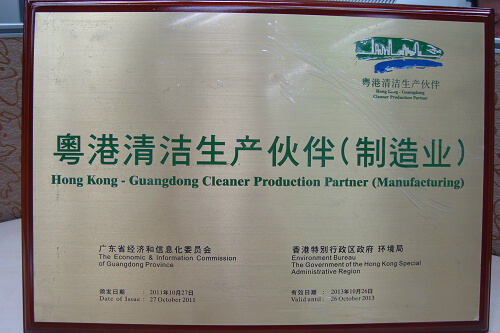 粤港清洁生产伙伴
Hong Kong - Guangdong
Cleaner Production Partner
粤港清洁生产伙伴(制造业)
Hong Kong - Guangdong Cleaner Production Partner (Manufacturing)
广东省经济和信息化委员会
The Economic & Information Commission
of Guangdong Province
颁发日期 : 2011年10月27日
Date of Issue : 27 October 2011
香港特別行政区政府 环境局
Environment Bureau
The Government of the Hong Kong Special
Administrative Region
有效日期 : 2013年10月26日
Valid until : 26 October 2013